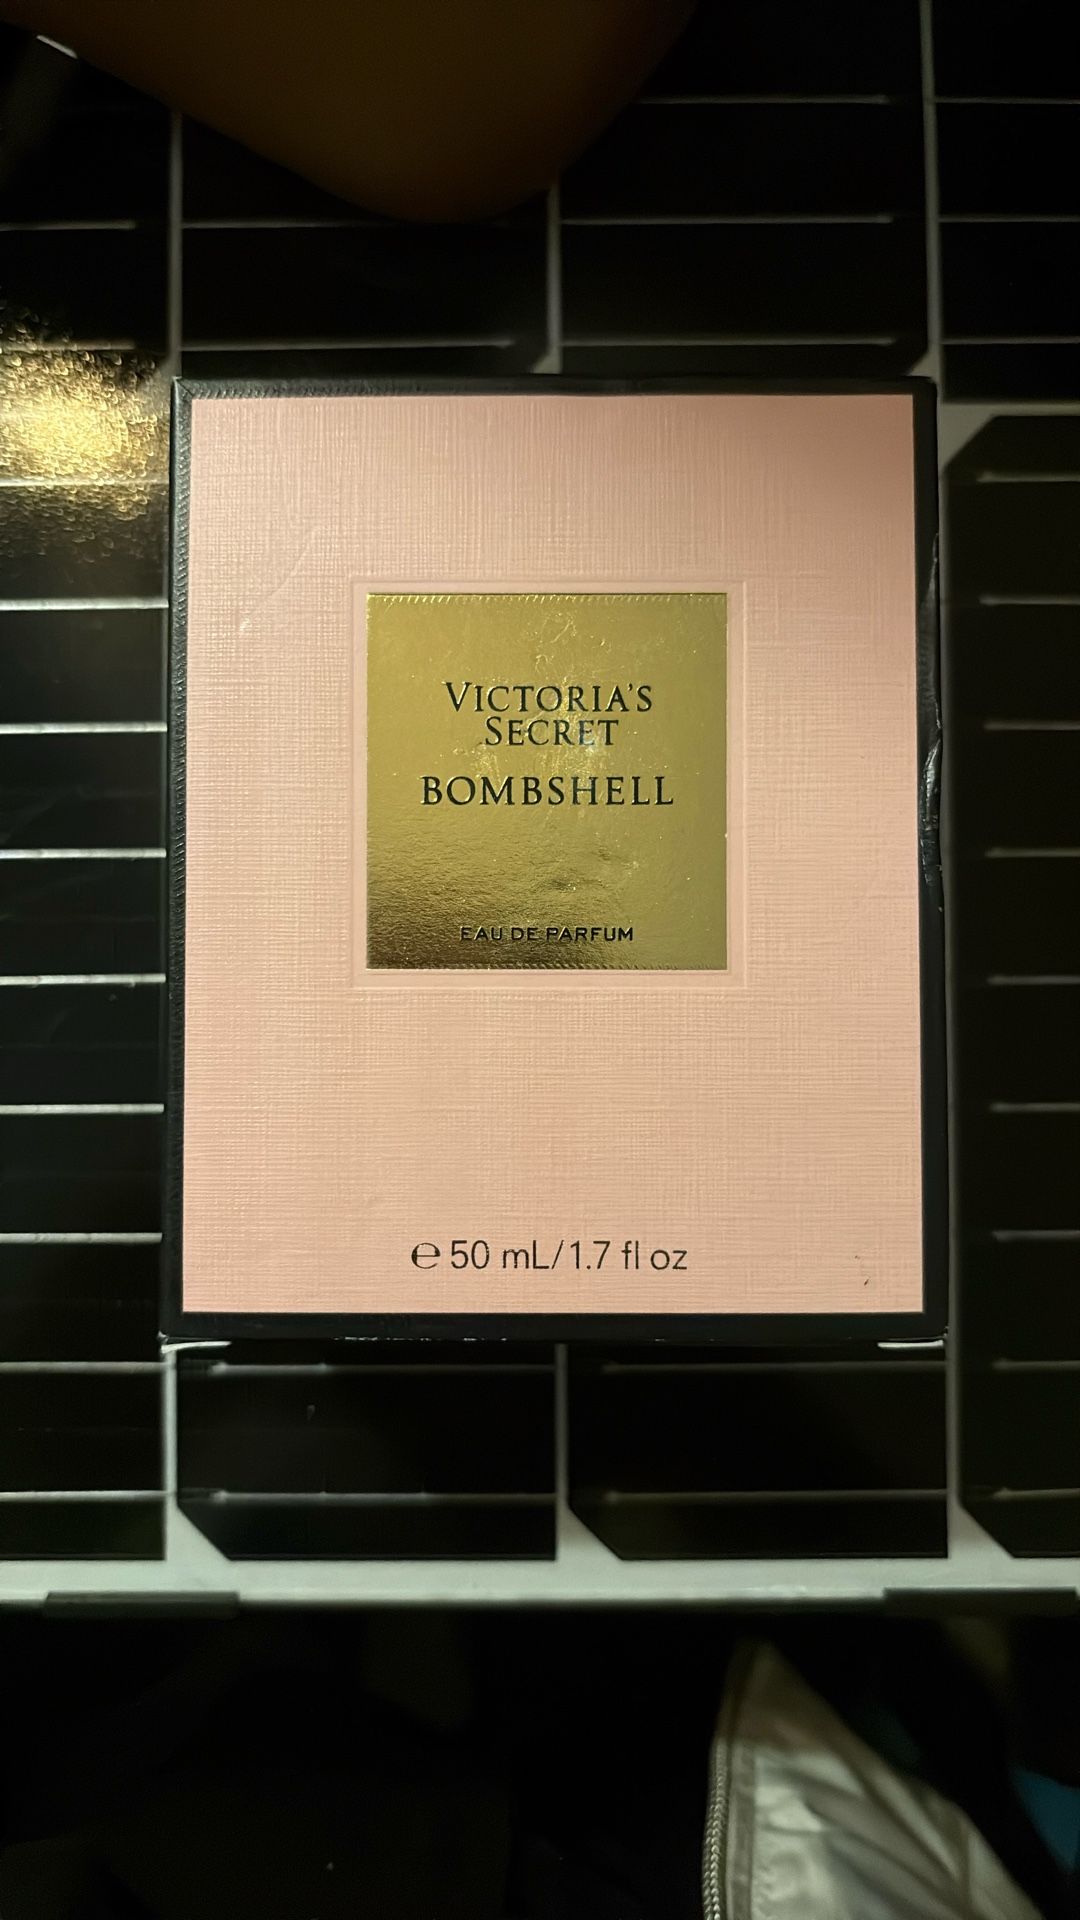 VICTORIA'S
SECRET
BOMBSHELL
EAU DE PARFUM
℮ 50 mL/1.7 fl oz